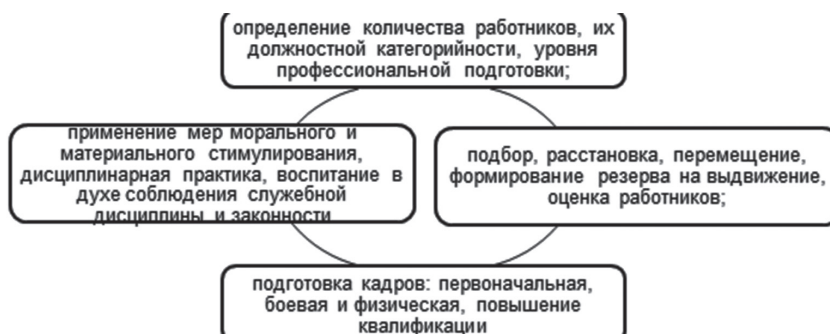 определение количества работников, их
должностной категорийности, уровня
профессиональной подготовки;
применение мер морального и
материального стимулирования,
дисциплинарная практика, воспитание в
духе соблюдения служебной
дисциплины и законности
подбор, расстановка, перемещение,
формирование резерва на выдвижение,
оценка работников;
подготовка кадров: первоначальная,
боевая и физическая, повышение
квалификации